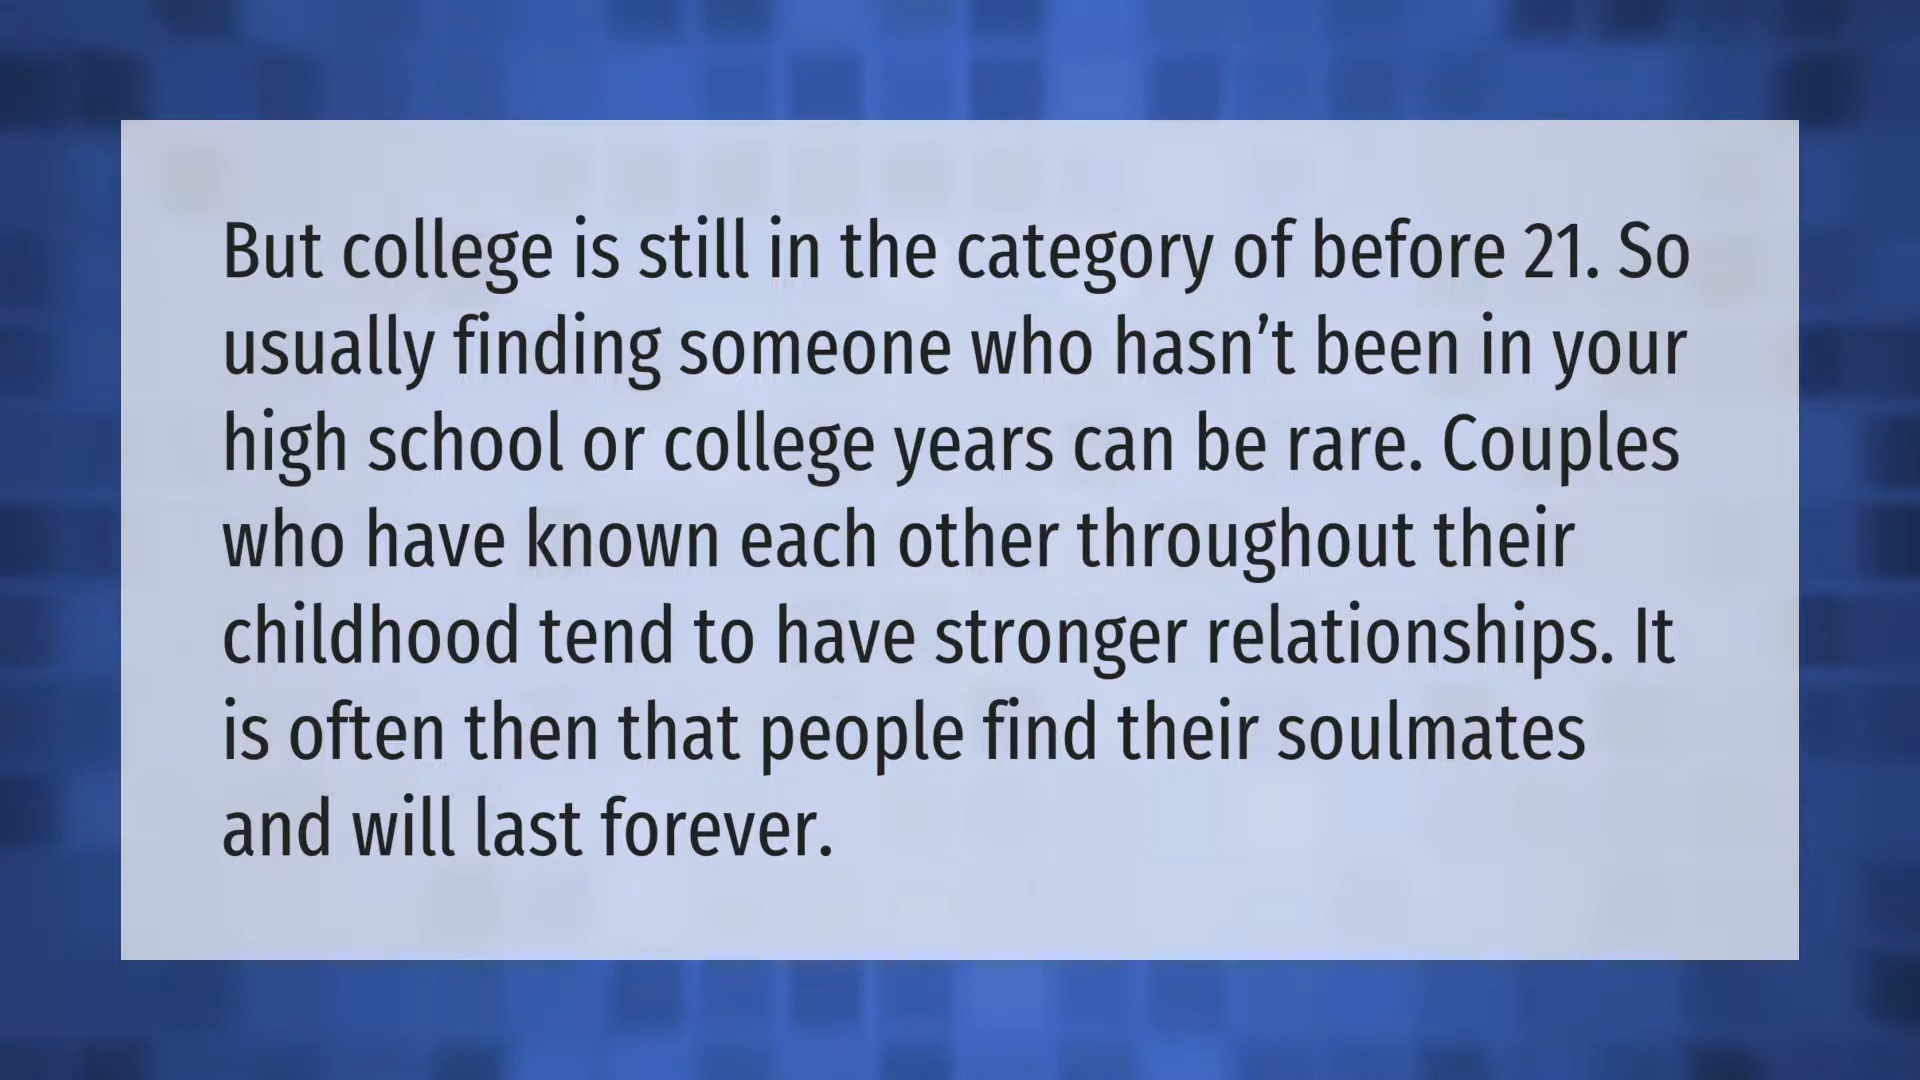 But college is still in the category of before 21. So
usually finding someone who hasn’t been in your
high school or college years can be rare. Couples
who have known each other throughout their
childhood tend to have stronger relationships. It
is often then that people find their soulmates
and will last forever.